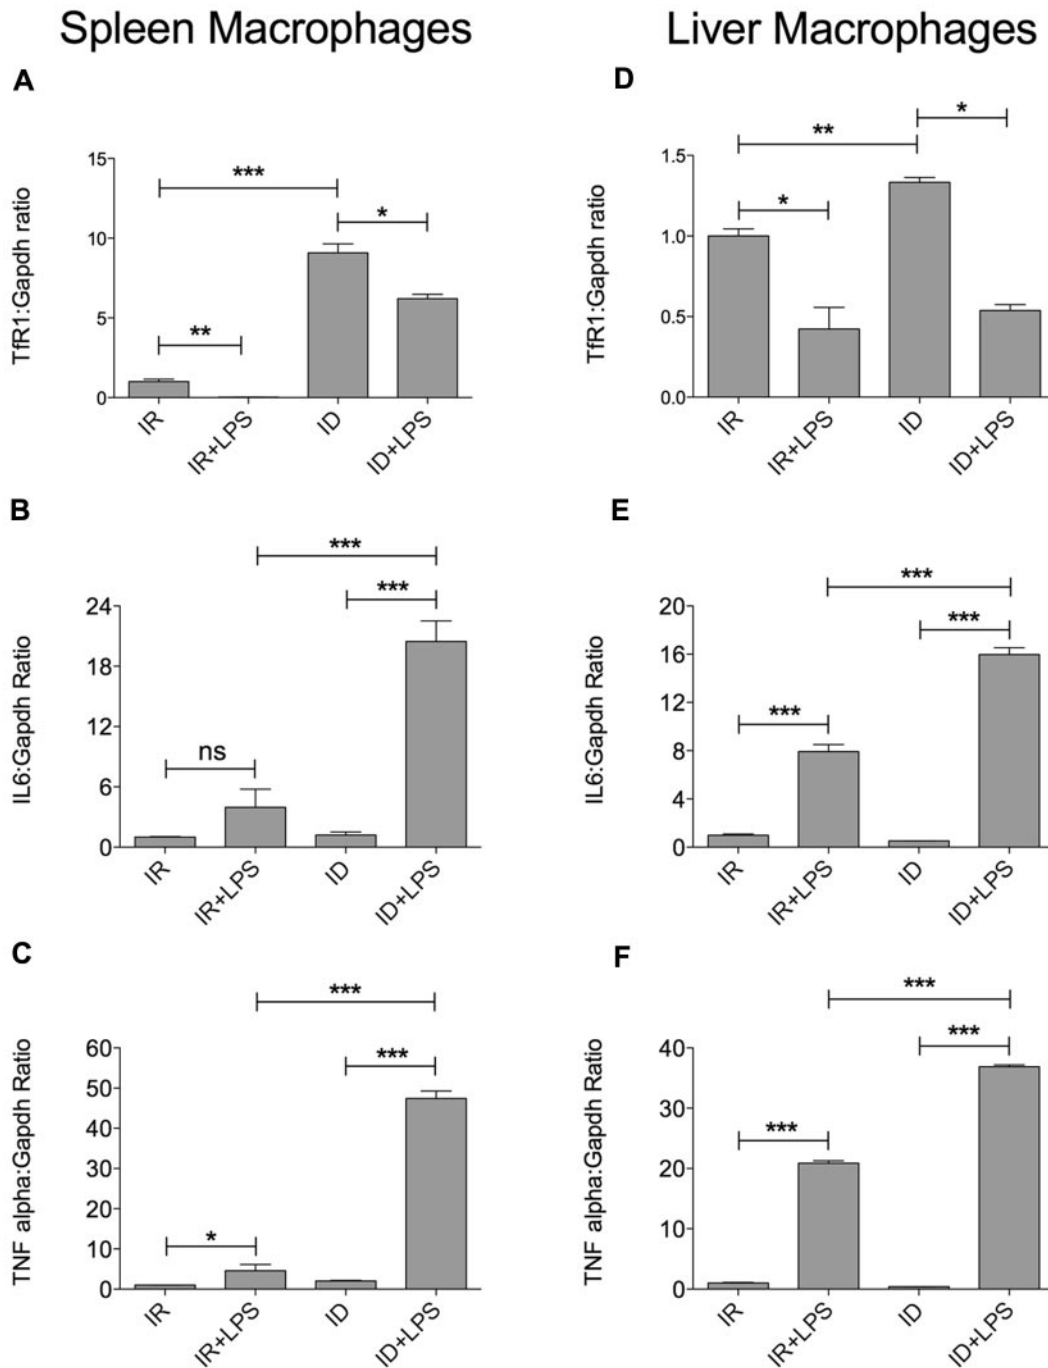 Spleen Macrophages
Liver Macrophages
A
TfR1:Gapdh ratio
15
10
5
0
***
*
**
IR
IR+LPS
ID
ID+LPS
D
TfR1:Gapdh ratio
1.5
1.0
0.5
0.0
*
**
*
IR
IR+LPS
ID
ID+LPS
B
IL6:Gapdh Ratio
24
18
12
6
0
***
***
ns
IR
IR+LPS
ID
ID+LPS
E
IL6:Gapdh Ratio
20
16
12
8
4
0
***
***
***
IR
IR+LPS
ID
ID+LPS
C
TNF alpha:Gapdh Ratio
60
50
40
30
20
10
0
***
***
*
IR
IR+LPS
ID
ID+LPS
F
TNF alpha:Gapdh Ratio
40
30
20
10
0
***
***
***
IR
IR+LPS
ID
ID+LPS